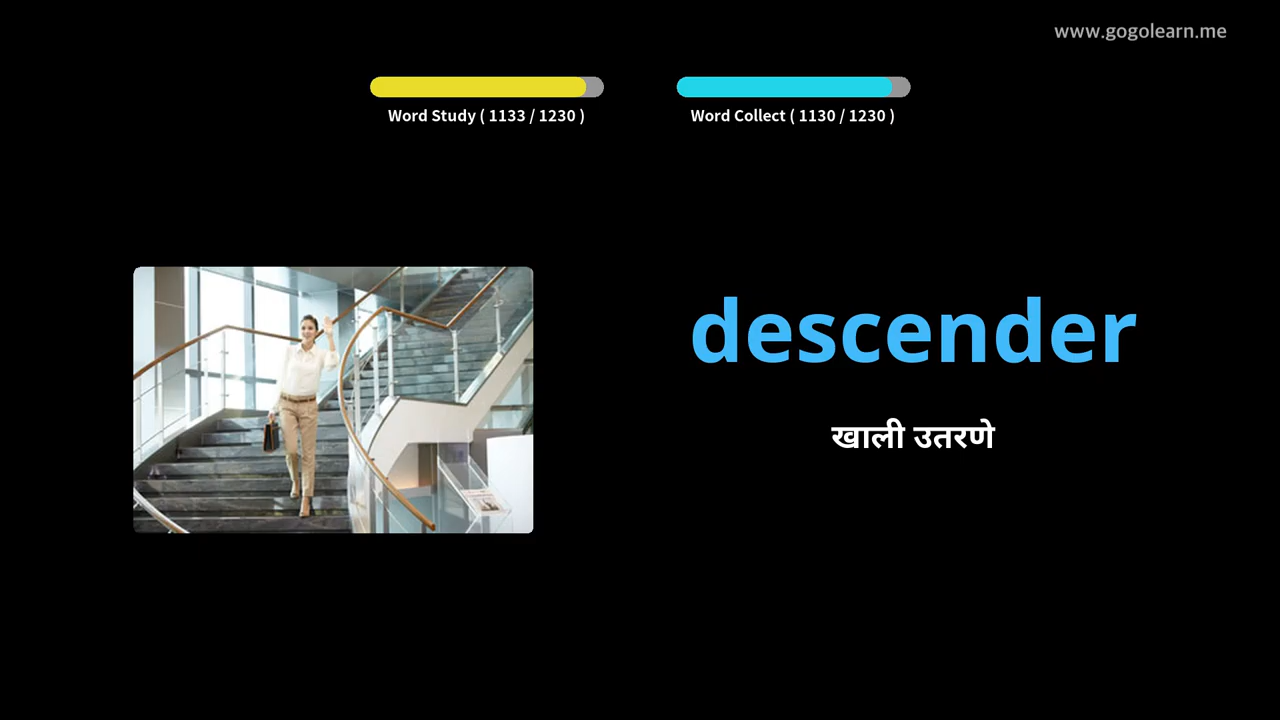 www.gogolearn.me
Word Study ( 1133 / 1230 )
Word Collect ( 1130 / 1230 )
descender
खाली उतरणे